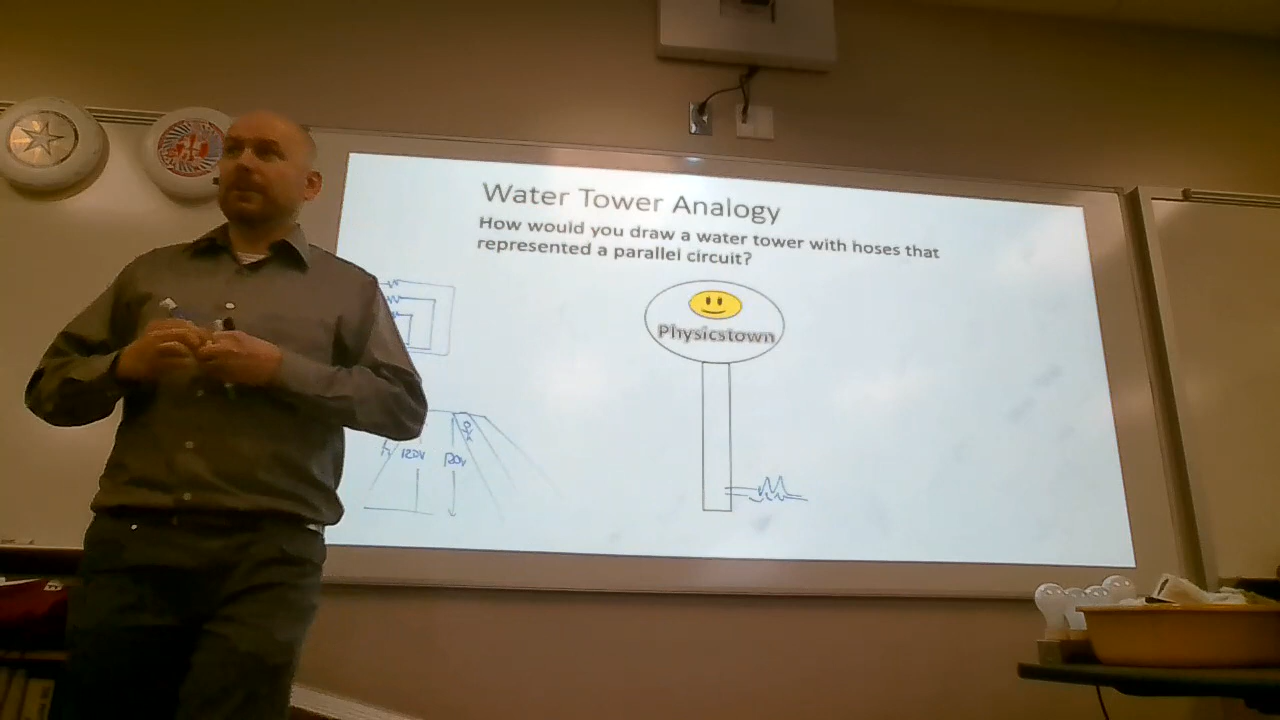 Water Tower Analogy
How would you draw a water tower with hoses that
represented a parallel circuit?
Physicstown
120V 120V